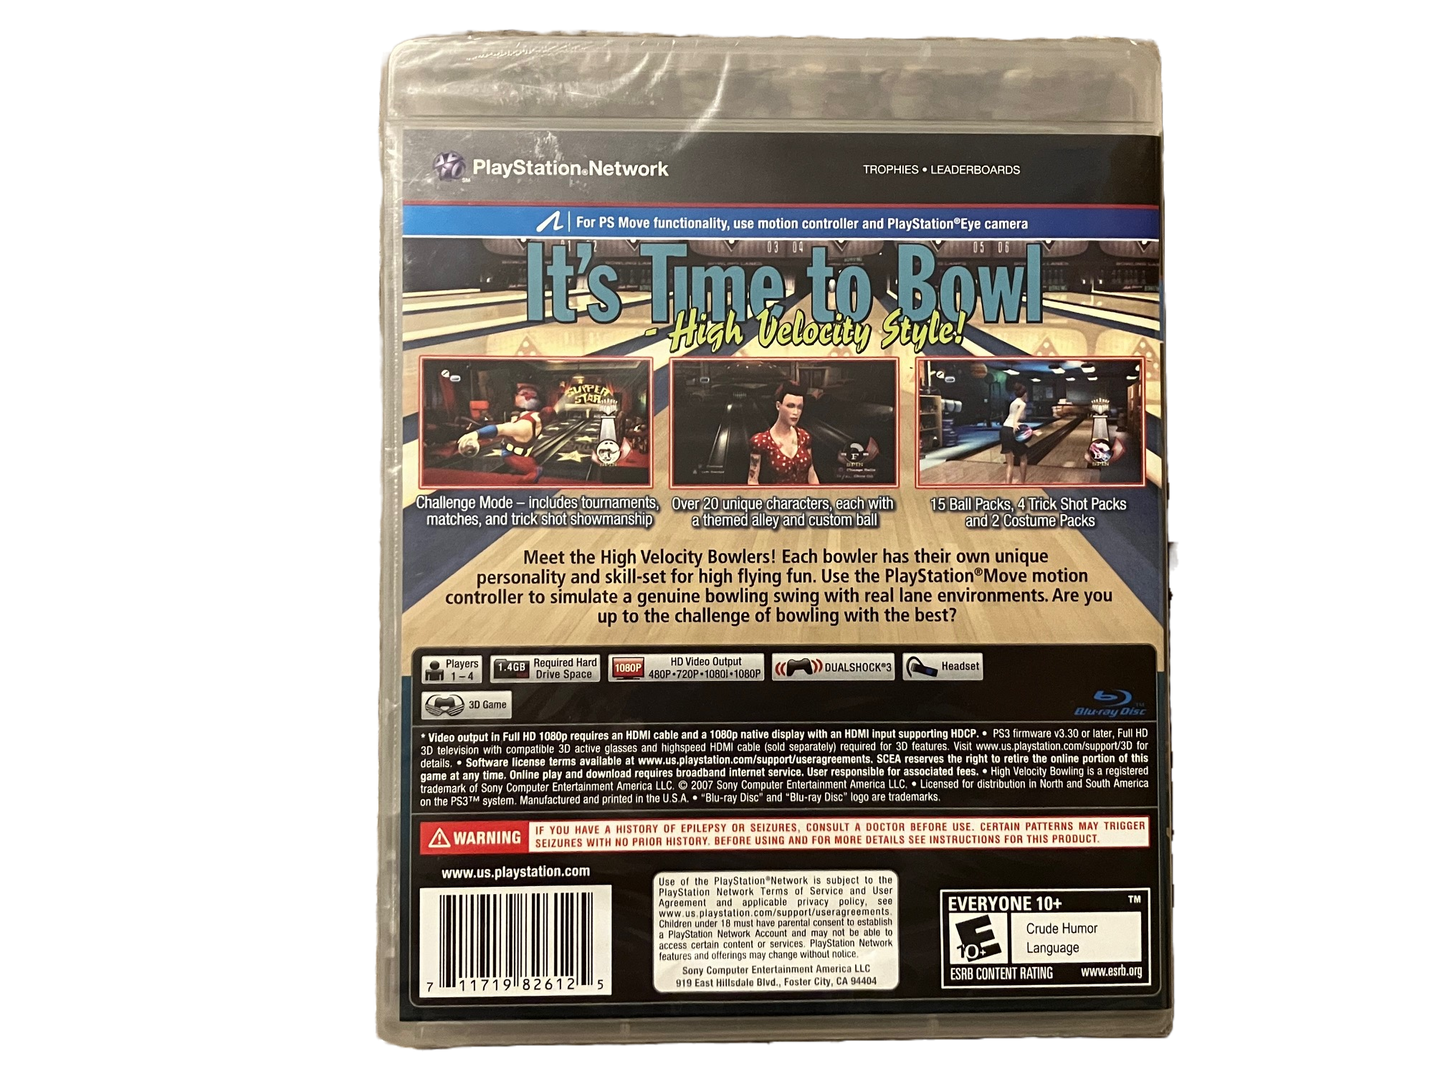 PlayStation®Network
TROPHIES • LEADERBOARDS
For PS Move functionality, use motion controller and PlayStation®Eye camera
03 04
05 06
It's Time to Bowl
- High Velocity Style!
SUPER
STAR
SPIN
Challenge Mode – includes tournaments,
matches, and trick shot showmanship
F
SPIN
Over 20 unique characters, each with
a themed alley and custom ball
SPIN
15 Ball Packs, 4 Trick Shot Packs
and 2 Costume Packs
Meet the High Velocity Bowlers! Each bowler has their own unique
personality and skill-set for high flying fun. Use the PlayStation®Move motion
controller to simulate a genuine bowling swing with real lane environments. Are you
up to the challenge of bowling with the best?
Players
1 – 4
1.4GB
Required Hard
Drive Space
1080P
HD Video Output
480P•720P•1080I•1080P
DUALSHOCK®3
Headset
3D Game
Blu-ray Disc™
* Video output in Full HD 1080p requires an HDMI cable and a 1080p native display with an HDMI input supporting HDCP. • PS3 firmware v3.30 or later, Full HD
3D television with compatible 3D active glasses and highspeed HDMI cable (sold separately) required for 3D features. Visit www.us.playstation.com/support/3D for
details. • Software license terms available at www.us.playstation.com/support/useragreements. SCEA reserves the right to retire the online portion of this
game at any time. Online play and download requires broadband internet service. User responsible for associated fees. • High Velocity Bowling is a registered
trademark of Sony Computer Entertainment America LLC. © 2007 Sony Computer Entertainment America LLC. • Licensed for distribution in North and South America
on the PS3™ system. Manufactured and printed in the U.S.A. • "Blu-ray Disc" and "Blu-ray Disc" logo are trademarks.
WARNING
IF YOU HAVE A HISTORY OF EPILEPSY OR SEIZURES, CONSULT A DOCTOR BEFORE USE. CERTAIN PATTERNS MAY TRIGGER
SEIZURES WITH NO PRIOR HISTORY. BEFORE USING AND FOR MORE DETAILS SEE INSTRUCTIONS FOR THIS PRODUCT.
www.us.playstation.com
7 11719 82612 5
Use of the PlayStation®Network is subject to the
PlayStation Network Terms of Service and User
Agreement and applicable privacy policy, see
www.us.playstation.com/support/useragreements.
Children under 18 must have parental consent to establish
a PlayStation Network Account and may not be able to
access certain content or services. PlayStation Network
features and offerings may change without notice.
Sony Computer Entertainment America LLC
919 East Hillsdale Blvd., Foster City, CA 94404
EVERYONE 10+ ™
E
10+
Crude Humor
Language
ESRB CONTENT RATING www.esrb.org